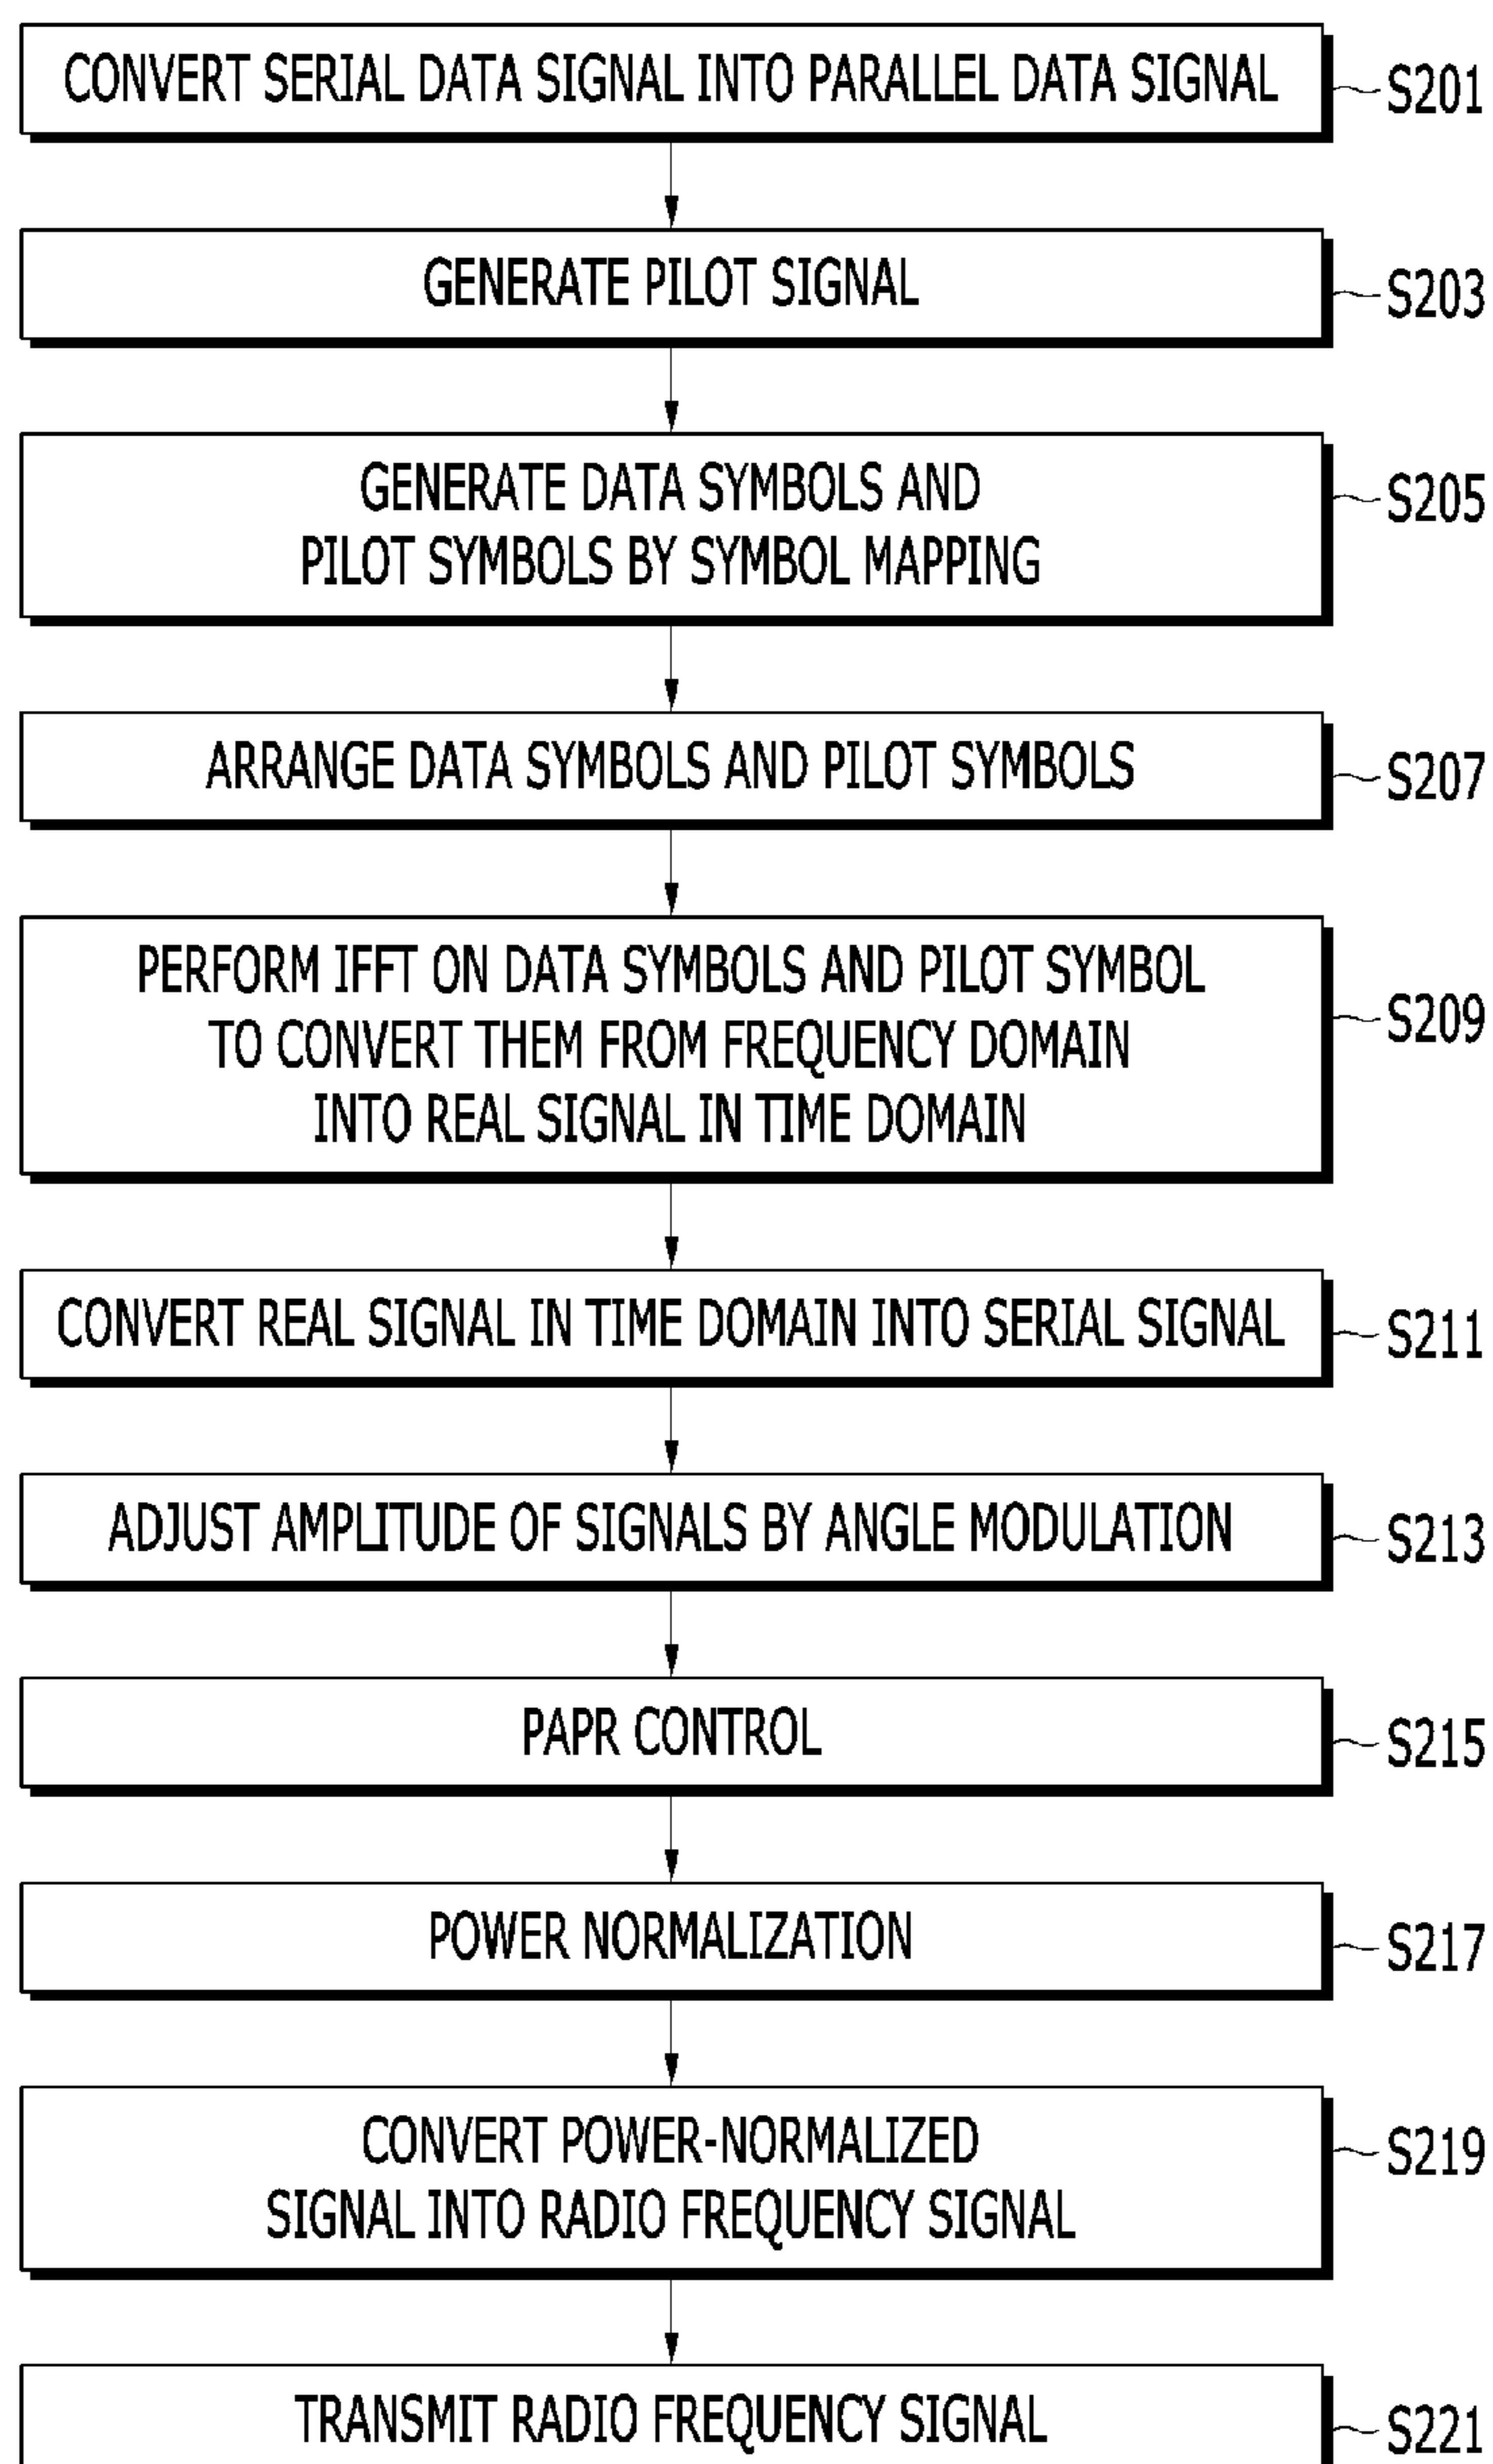 CONVERT SERIAL DATA SIGNAL INTO PARALLEL DATA SIGNAL
S201
GENERATE PILOT SIGNAL
S203
GENERATE DATA SYMBOLS AND
PILOT SYMBOLS BY SYMBOL MAPPING
S205
ARRANGE DATA SYMBOLS AND PILOT SYMBOLS
S207
PERFORM IFFT ON DATA SYMBOLS AND PILOT SYMBOL
TO CONVERT THEM FROM FREQUENCY DOMAIN
INTO REAL SIGNAL IN TIME DOMAIN
S209
CONVERT REAL SIGNAL IN TIME DOMAIN INTO SERIAL SIGNAL
S211
ADJUST AMPLITUDE OF SIGNALS BY ANGLE MODULATION
S213
PAPR CONTROL
S215
POWER NORMALIZATION
S217
CONVERT POWER-NORMALIZED
SIGNAL INTO RADIO FREQUENCY SIGNAL
S219
TRANSMIT RADIO FREQUENCY SIGNAL
S221